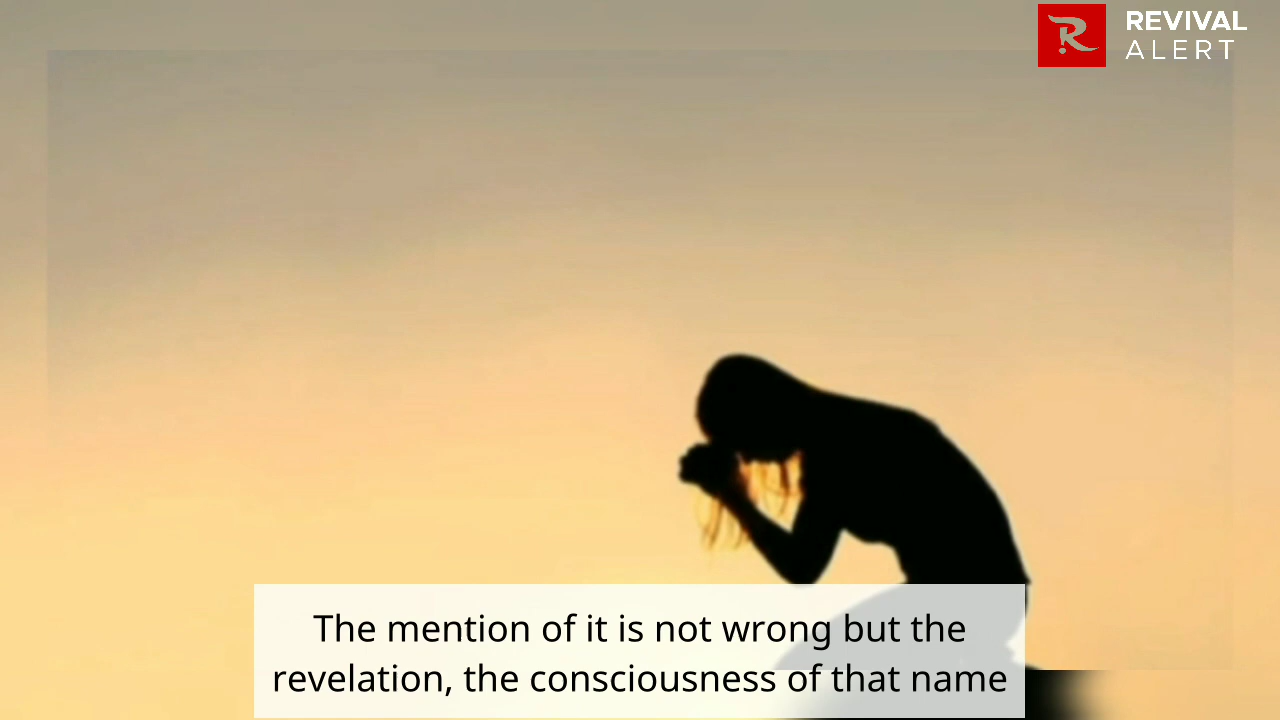 REVIVAL
ALERT
The mention of it is not wrong but the
revelation, the consciousness of that name